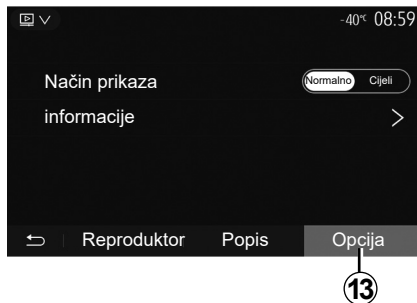 -40°C 08:59
Način prikaza Normalno Cijeli
informacije
Reproduktor Popis Opcija
13